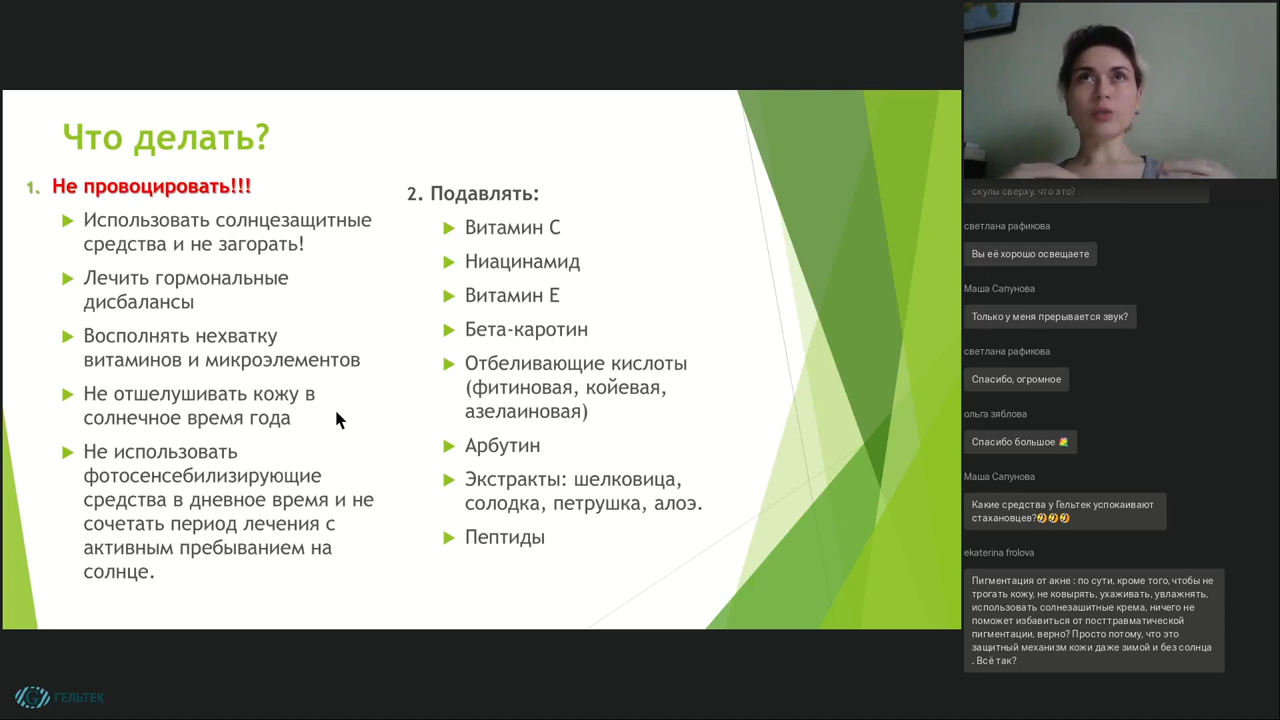 Что делать?
1. Не провоцировать!!!
Использовать солнцезащитные
средства и не загорать!
Лечить гормональные
дисбалансы
Восполнять нехватку
витаминов и микроэлементов
Не отшелушивать кожу в
солнечное время года
Не использовать
фотосенсебилизирующие
средства в дневное время и не
сочетать период лечения с
активным пребыванием на
солнце.
2. Подавлять:
Витамин С
Ниацинамид
Витамин Е
Бета-каротин
Отбеливающие кислоты
(фитиновая, койевая,
азелаиновая)
Арбутин
Экстракты: шелковица,
солодка, петрушка, алоэ.
Пептиды
скулы сверху, что это?
светлана рафикова
Вы её хорошо освещаете
Маша Сапунова
Только у меня прерывается звук?
светлана рафикова
Спасибо, огромное
ольга зяблова
Спасибо большое 💐
Маша Сапунова
Какие средства у Гельтек успокаивают
стахановцев?🤣🤣🤣
ekaterina frolova
Пигментация от акне : по сути, кроме того, чтобы не
трогать кожу, не ковырять, ухаживать, увлажнять,
использовать солнезашитные крема, ничего не
поможет избавиться от посттравматической
пигментации, верно? Просто потому, что это
защитный механизм кожи даже зимой и без солнца
. Всё так?
ГЕЛЬТЕК